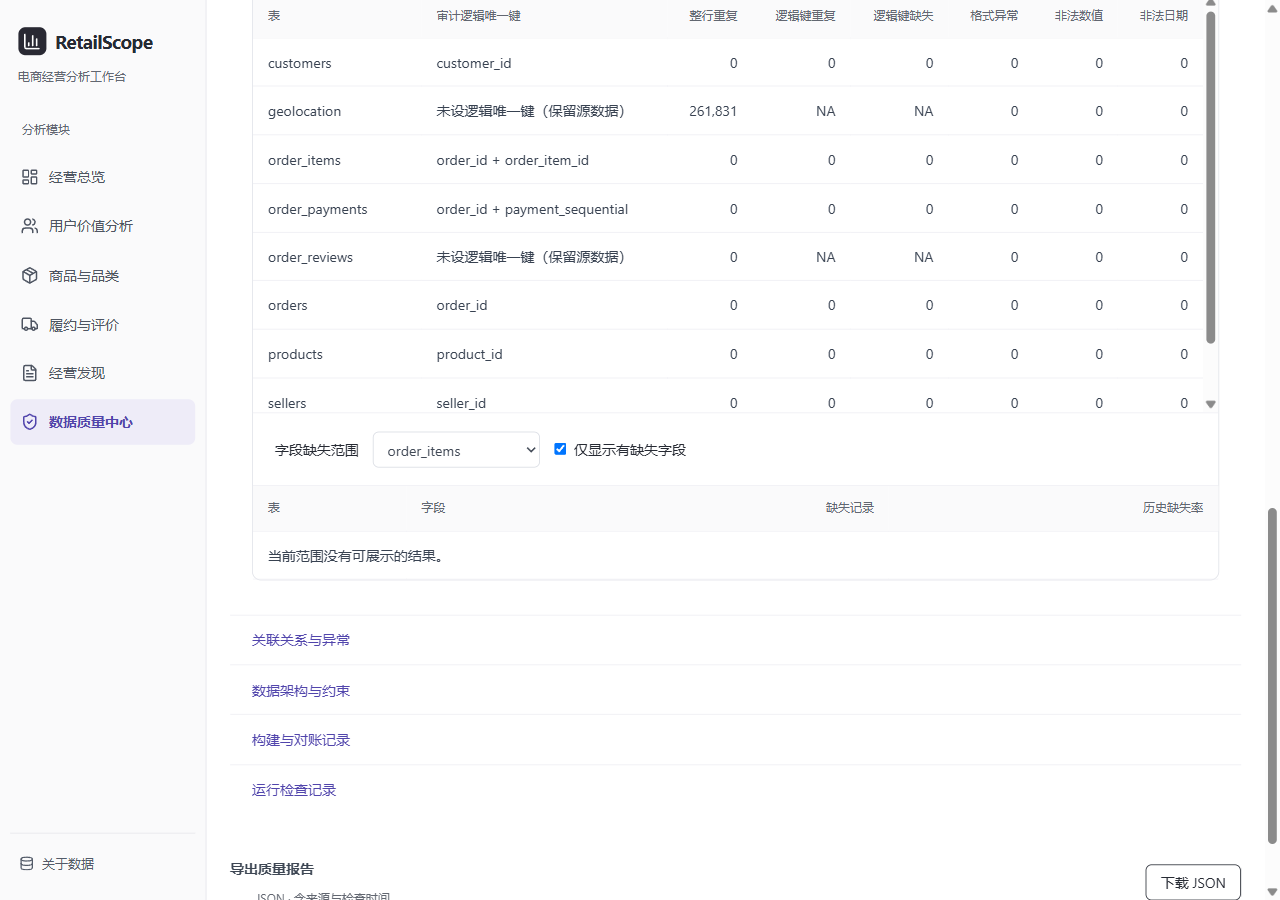 RetailScope
电商经营分析工作台
分析模块
经营总览
用户价值分析
商品与品类
履约与评价
经营发现
数据质量中心
关于数据
表 审计逻辑唯一键 整行重复 逻辑键重复 逻辑键缺失 格式异常 非法数值 非法日期
customers customer_id 0 0 0 0 0 0
geolocation 未设逻辑唯一键（保留源数据） 261,831 NA NA 0 0 0
order_items order_id + order_item_id 0 0 0 0 0 0
order_payments order_id + payment_sequential 0 0 0 0 0 0
order_reviews 未设逻辑唯一键（保留源数据） 0 NA NA 0 0 0
orders order_id 0 0 0 0 0 0
products product_id 0 0 0 0 0 0
sellers seller_id 0 0 0 0 0 0
字段缺失范围 order_items 仅显示有缺失字段
表 字段 缺失记录 历史缺失率
当前范围没有可展示的结果。
关联关系与异常
数据架构与约束
构建与对账记录
运行检查记录
导出质量报告
JSON · 含来源与检查时间
下载 JSON